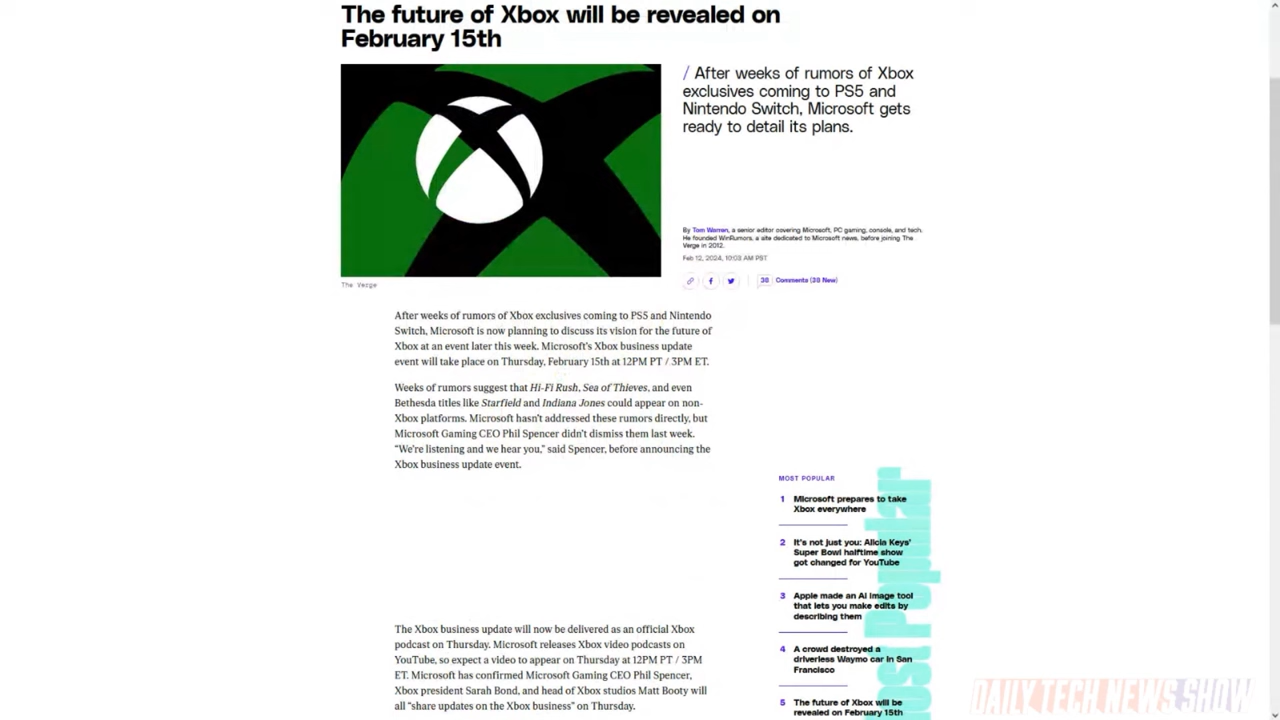 The future of Xbox will be revealed on
February 15th
/ After weeks of rumors of Xbox
exclusives coming to PS5 and
Nintendo Switch, Microsoft gets
ready to detail its plans.
By Tom Warren, a senior editor covering Microsoft, PC gaming, console, and tech.
He founded WinRumors, a site dedicated to Microsoft news, before joining The
Verge in 2012.
Feb 12, 2024, 10:03 AM PST
38 Comments (38 New)
The Verge
After weeks of rumors of Xbox exclusives coming to PS5 and Nintendo
Switch, Microsoft is now planning to discuss its vision for the future of
Xbox at an event later this week. Microsoft's Xbox business update
event will take place on Thursday, February 15th at 12PM PT / 3PM ET.
Weeks of rumors suggest that Hi-Fi Rush, Sea of Thieves, and even
Bethesda titles like Starfield and Indiana Jones could appear on non-
Xbox platforms. Microsoft hasn't addressed these rumors directly, but
Microsoft Gaming CEO Phil Spencer didn't dismiss them last week.
"We're listening and we hear you," said Spencer, before announcing the
Xbox business update event.
The Xbox business update will now be delivered as an official Xbox
podcast on Thursday. Microsoft releases Xbox video podcasts on
YouTube, so expect a video to appear on Thursday at 12PM PT / 3PM
ET. Microsoft has confirmed Microsoft Gaming CEO Phil Spencer,
Xbox president Sarah Bond, and head of Xbox studios Matt Booty will
all "share updates on the Xbox business" on Thursday.
MOST POPULAR
1 Microsoft prepares to take
Xbox everywhere
2 It's not just you: Alicia Keys'
Super Bowl halftime show
got changed for YouTube
3 Apple made an AI image tool
that lets you make edits by
describing them
4 A crowd destroyed a
driverless Waymo car in San
Francisco
5 The future of Xbox will be
revealed on February 15th
Most Popular
DAILY TECH NEWS SHOW